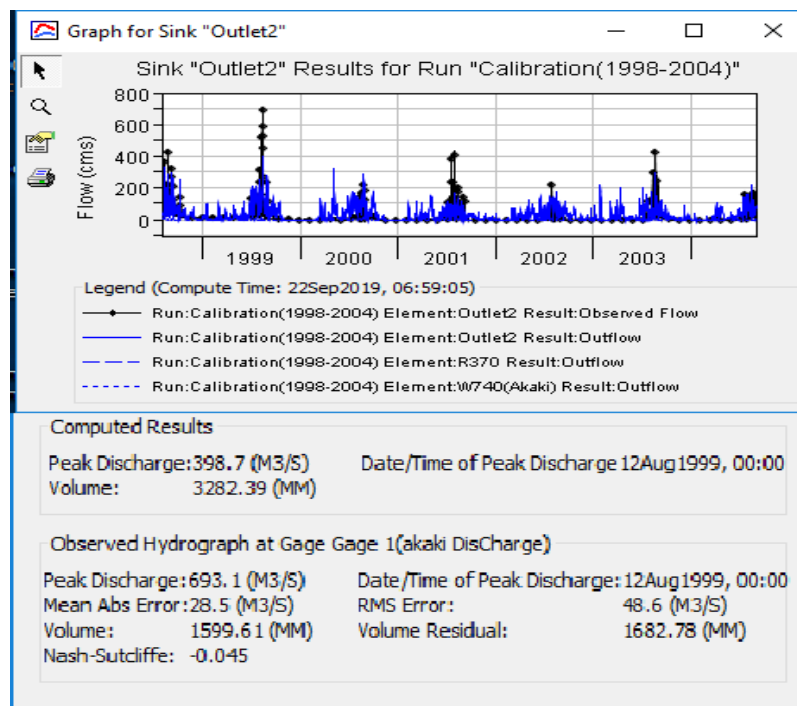 Graph for Sink "Outlet2"
Sink "Outlet2" Results for Run "Calibration(1998-2004)"
800
600
400
200
0
Flow (cms)
1999 2000 2001 2002 2003
Legend (Compute Time: 22Sep2019, 06:59:05)
Run:Calibration(1998-2004) Element:Outlet2 Result:Observed Flow
Run:Calibration(1998-2004) Element:Outlet2 Result:Outflow
Run:Calibration(1998-2004) Element:R370 Result:Outflow
Run:Calibration(1998-2004) Element:W740(Akaki) Result:Outflow
Computed Results
Peak Discharge:398.7 (M3/S) Date/Time of Peak Discharge 12Aug1999, 00:00
Volume: 3282.39 (MM)
Observed Hydrograph at Gage Gage 1(akaki DisCharge)
Peak Discharge:693.1 (M3/S) Date/Time of Peak Discharge:12Aug1999, 00:00
Mean Abs Error:28.5 (M3/S) RMS Error: 48.6 (M3/S)
Volume: 1599.61 (MM) Volume Residual: 1682.78 (MM)
Nash-Sutcliffe: -0.045